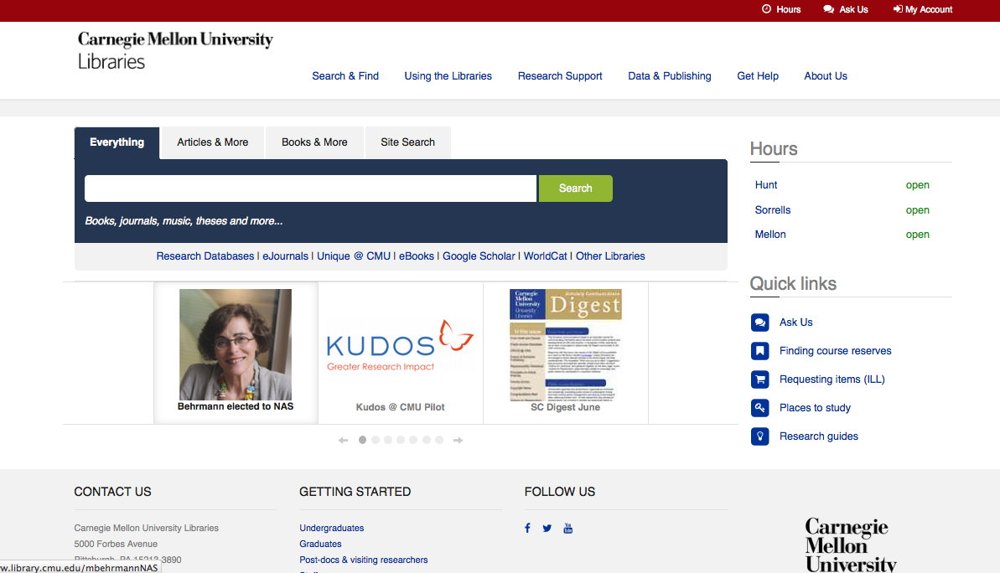 Hours Ask Us My Account
Carnegie Mellon University
Libraries
Search & Find Using the Libraries Research Support Data & Publishing Get Help About Us
Everything Articles & More Books & More Site Search
Search
Books, journals, music, theses and more...
Research Databases | eJournals | Unique @ CMU | eBooks | Google Scholar | WorldCat | Other Libraries
Hours
Hunt open
Sorrells open
Mellon open
Quick links
Ask Us
Finding course reserves
Requesting items (ILL)
Places to study
Research guides
Carnegie
Mellon
University
Digest
KUDOS
Greater Research Impact
Behrmann elected to NAS
Kudos @ CMU Pilot
SC Digest June
CONTACT US
Carnegie Mellon University Libraries
5000 Forbes Avenue
Pittsburgh, PA 15213-3890
w.library.cmu.edu/mbehrmannNAS
GETTING STARTED
Undergraduates
Graduates
Post-docs & visiting researchers
FOLLOW US
You
Tube
Carnegie
Mellon
University